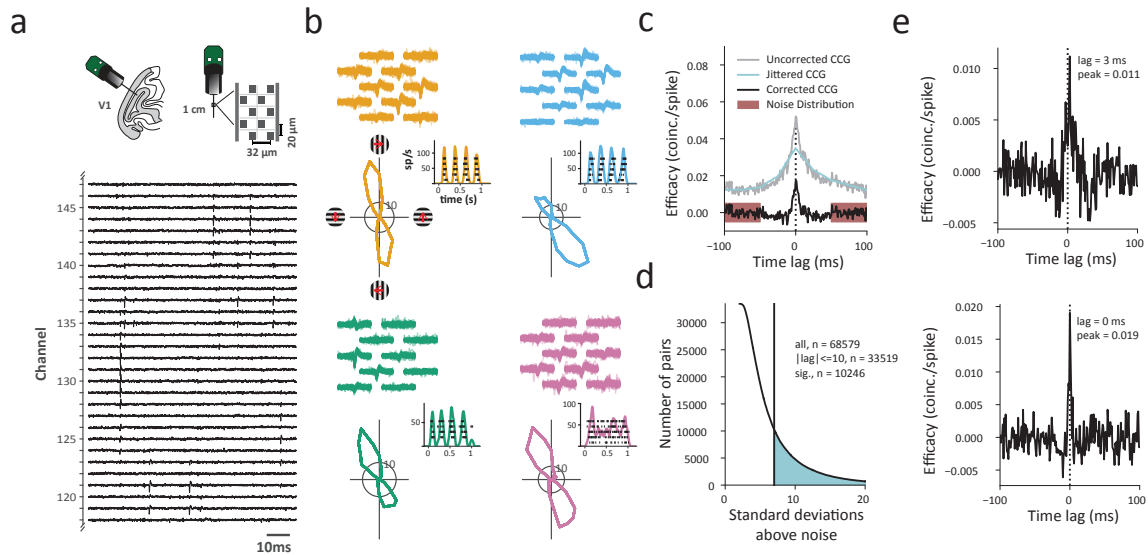 a
V1
1 cm
20 µm
32 µm
145
140
135
130
125
120
Channel
10ms
b
sp/s
100
50
0 0.5 1
time (s)
10
100
50
0 0.5 1
10
50
0 0.5 1
10
100
50
0 0.5 1
10
c
Uncorrected CCG
Jittered CCG
Corrected CCG
Noise Distribution
0.08
0.06
0.04
0.02
0.00
Efficacy (coinc./spike)
−100 0 100
Time lag (ms)
d
30000
25000
20000
15000
10000
5000
0
Number of pairs
all, n = 68579
|lag|<=10, n = 33519
sig., n = 10246
0 10 20
Standard deviations
above noise
e
lag = 3 ms
peak = 0.011
0.010
0.005
0.000
−0.005
Efficacy (coinc./spike)
−100 0 100
Time lag (ms)
lag = 0 ms
peak = 0.019
0.020
0.015
0.010
0.005
0.000
−0.005
Efficacy (coinc./spike)
−100 0 100
Time lag (ms)